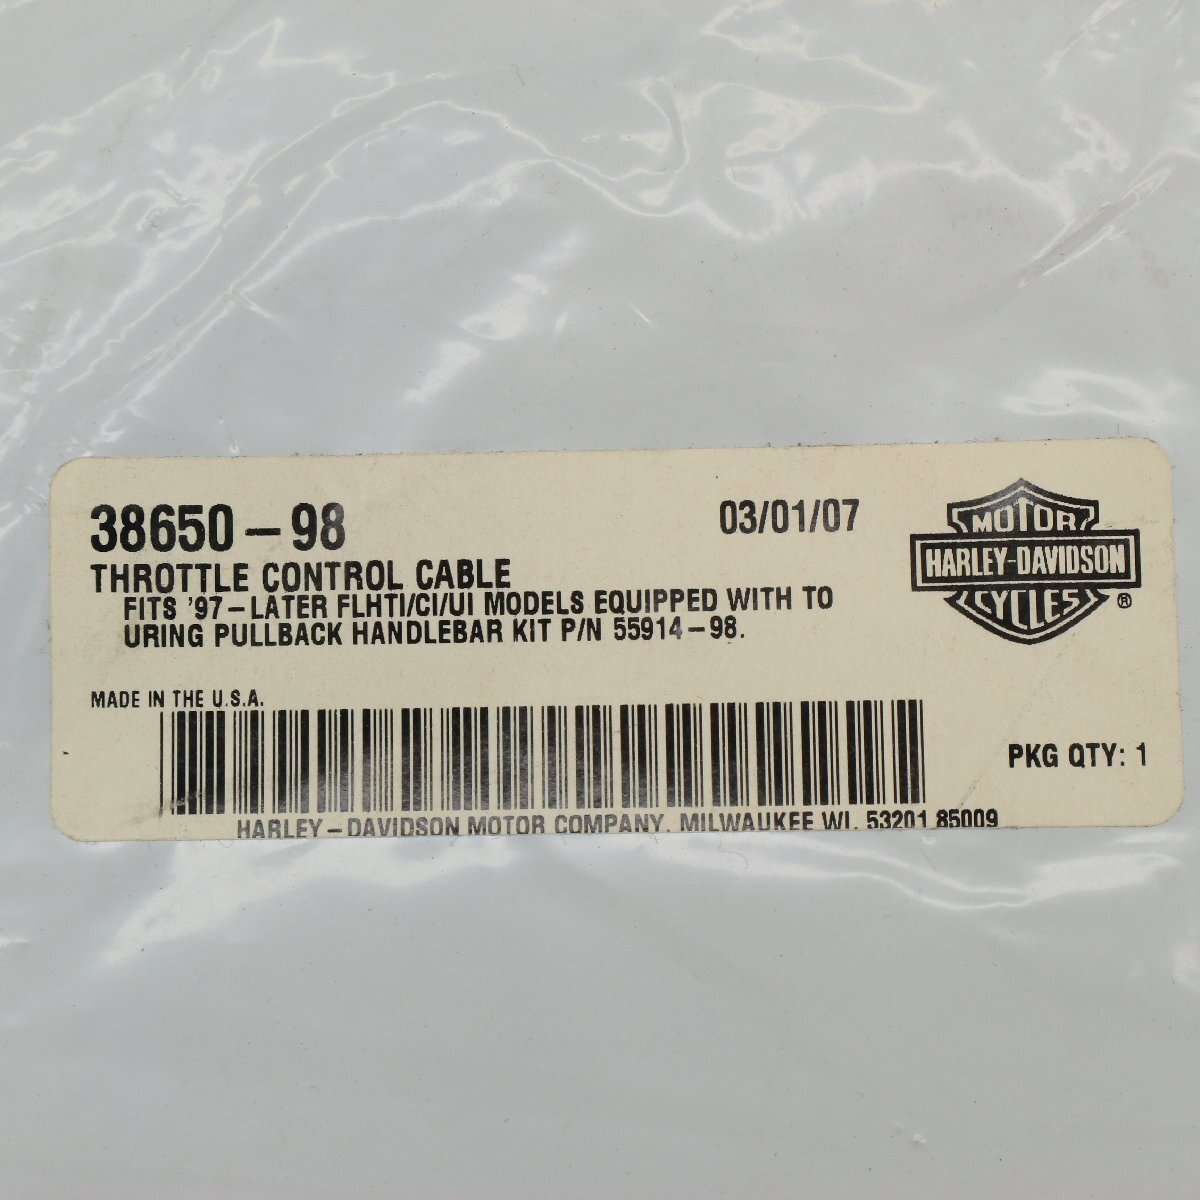 38650-98
03/01/07
THROTTLE CONTROL CABLE
FITS '97-LATER FLHTI/CI/UI MODELS EQUIPPED WITH TO
URING PULLBACK HANDLEBAR KIT P/N 55914-98.
MOTOR
HARLEY-DAVIDSON
CYCLES ®
MADE IN THE U.S.A.
PKG QTY: 1
HARLEY-DAVIDSON MOTOR COMPANY, MILWAUKEE WI, 53201 85009